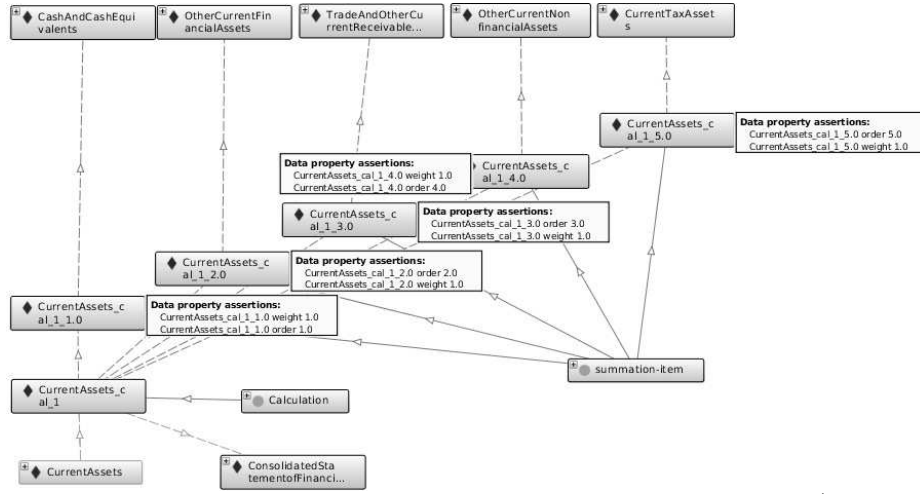 CashAndCashEqui
valents
OtherCurrentFin
ancialAssets
TradeAndOtherCu
rrentReceivable...
OtherCurrentNon
financialAssets
CurrentTaxAsset
s
CurrentAssets_c
al_1_5.0
Data property assertions:
CurrentAssets_cal_1_5.0 order 5.0
CurrentAssets_cal_1_5.0 weight 1.0
Data property assertions:
CurrentAssets_cal_1_4.0 weight 1.0
CurrentAssets_cal_1_4.0 order 4.0
CurrentAssets_c
al_1_4.0
CurrentAssets_c
al_1_3.0
Data property assertions:
CurrentAssets_cal_1_3.0 order 3.0
CurrentAssets_cal_1_3.0 weight 1.0
CurrentAssets_c
al_1_2.0
Data property assertions:
CurrentAssets_cal_1_2.0 order 2.0
CurrentAssets_cal_1_2.0 weight 1.0
CurrentAssets_c
al_1_1.0
Data property assertions:
CurrentAssets_cal_1_1.0 weight 1.0
CurrentAssets_cal_1_1.0 order 1.0
summation-item
CurrentAssets_c
al_1
Calculation
CurrentAssets
ConsolidatedSta
tementofFinanci...